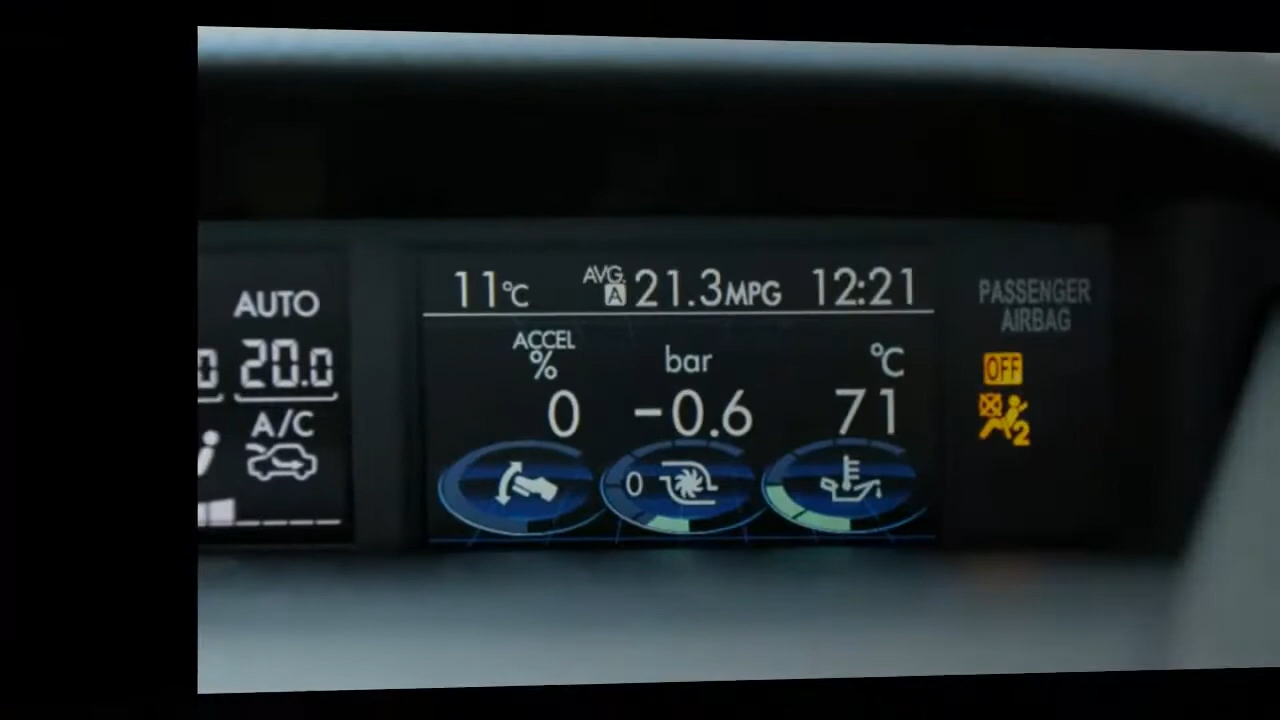 11°C AVG. A 21.3MPG 12:21
AUTO
20.0
A/C
ACCEL
% bar °C
0 -0.6 71
0
PASSENGER
AIRBAG
OFF
2